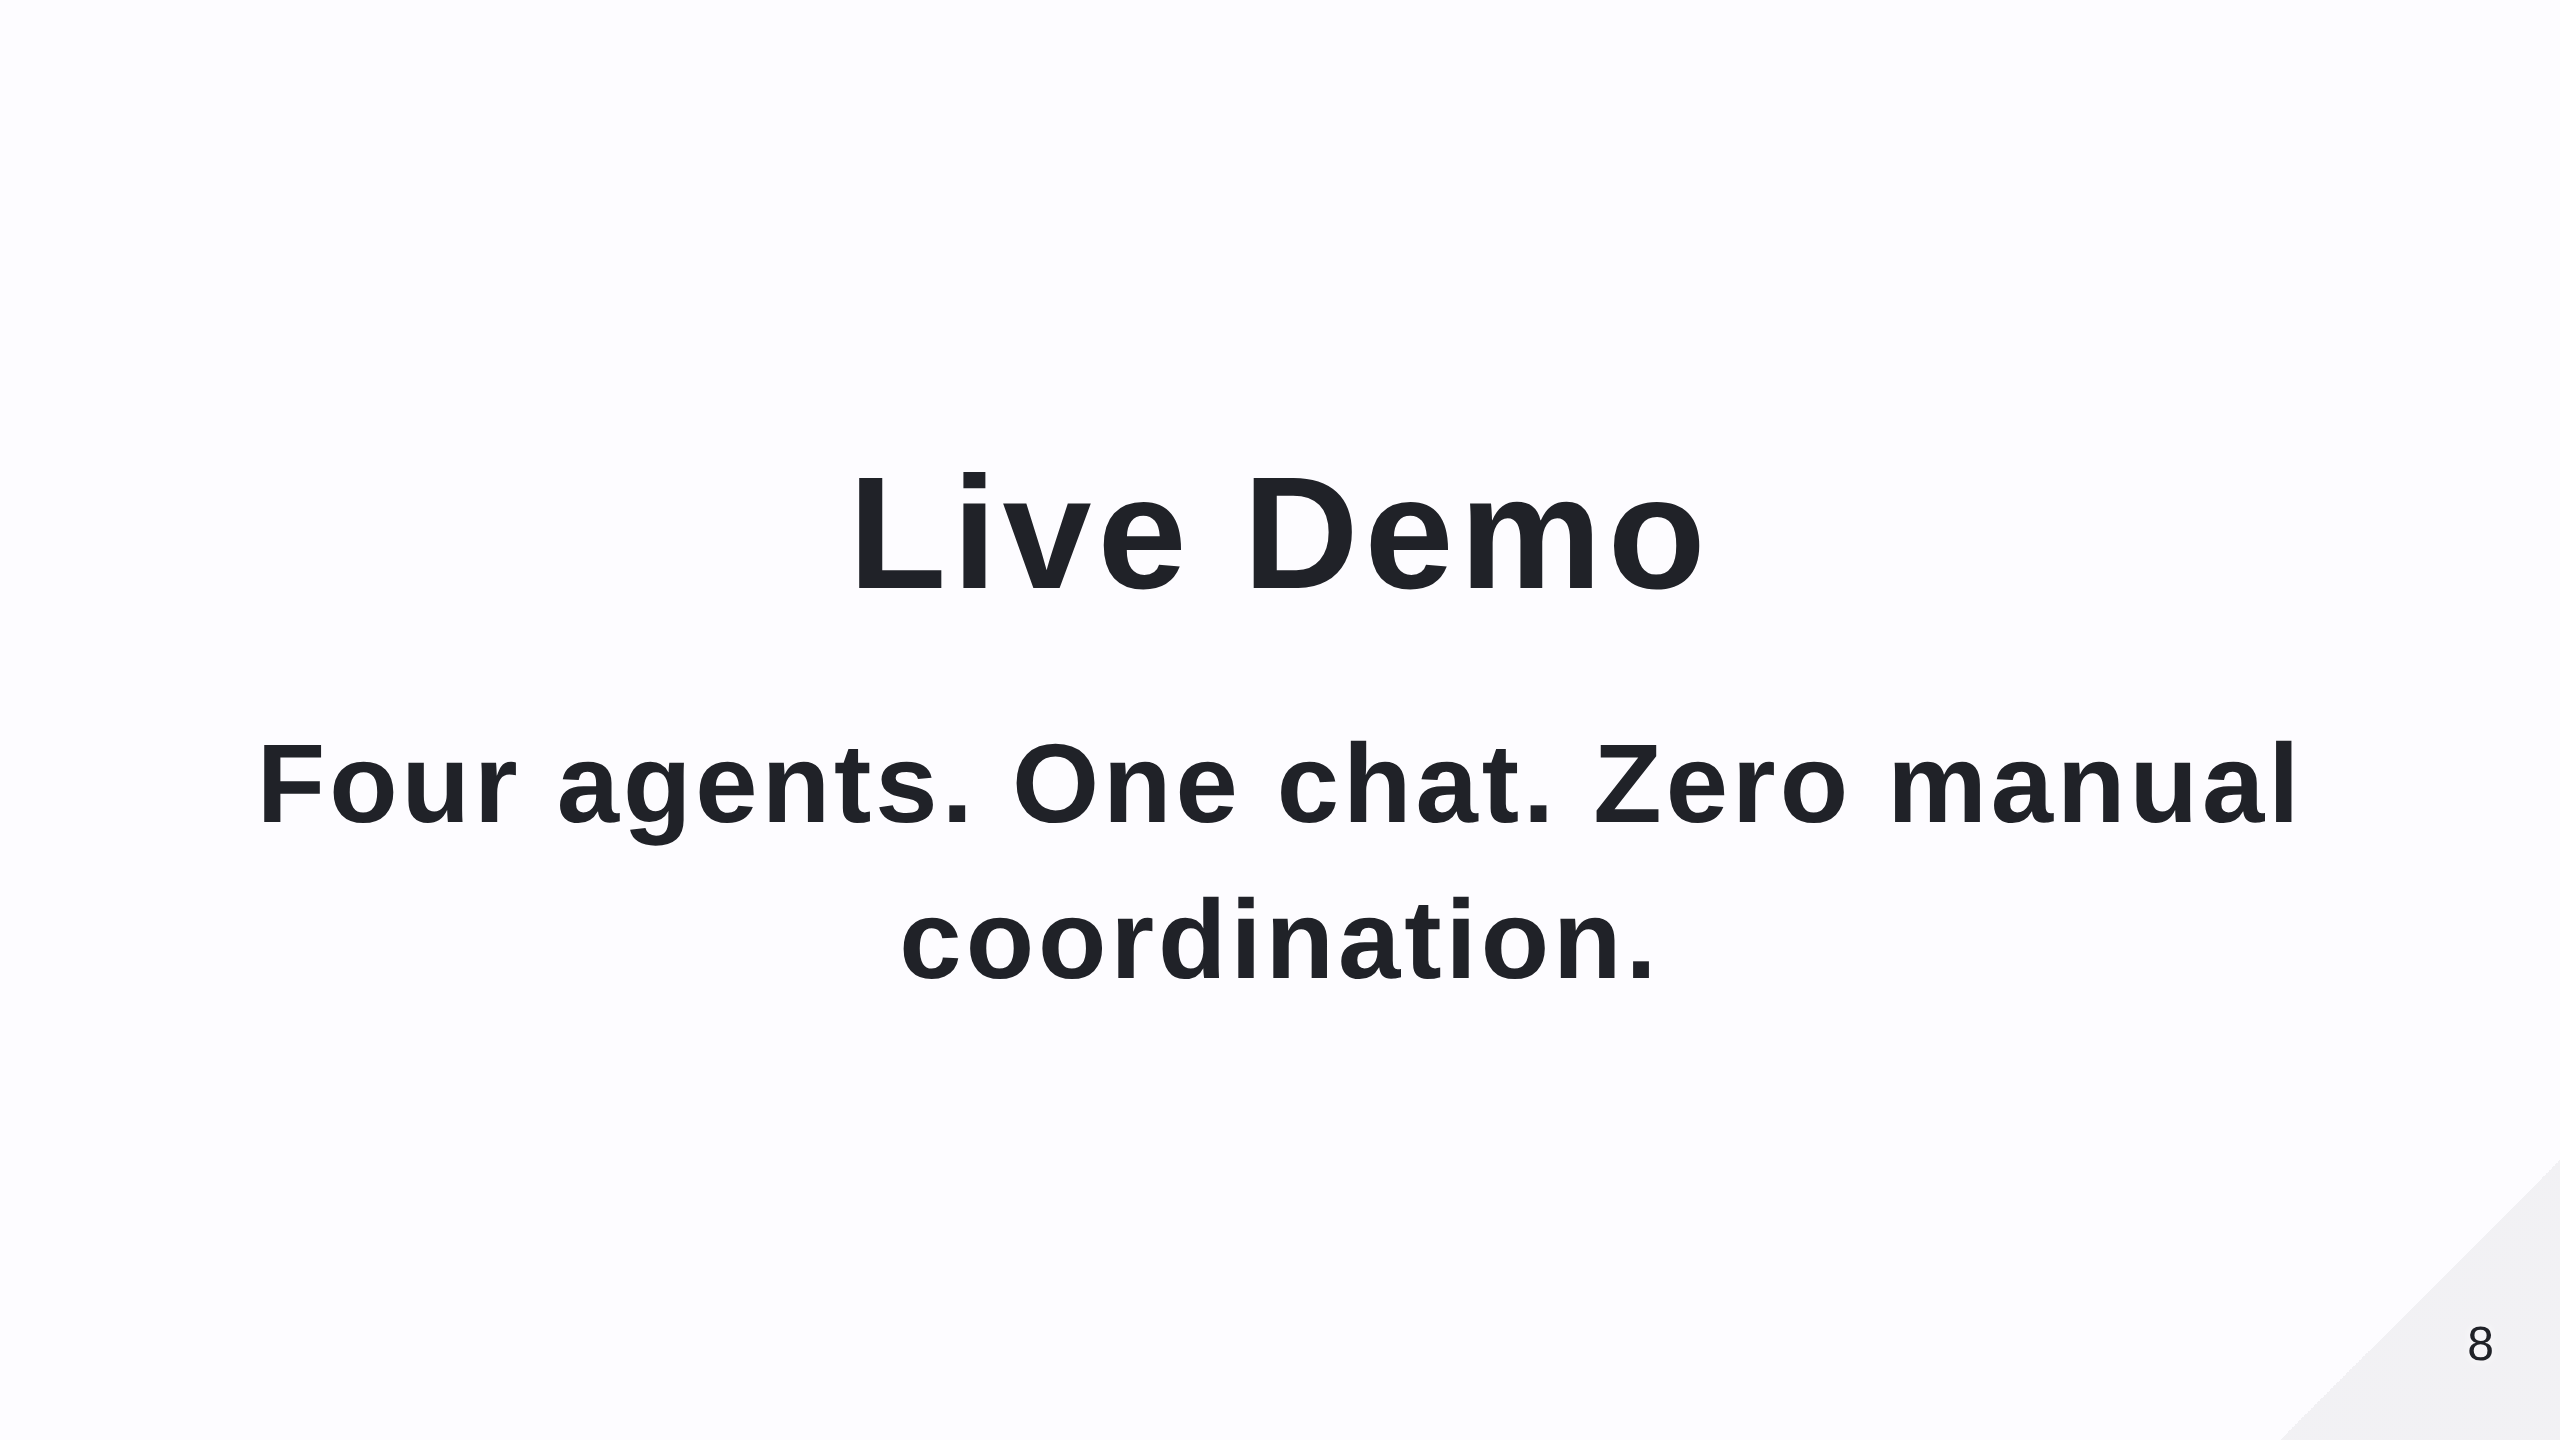 Live Demo
Four agents. One chat. Zero manual
coordination.
8